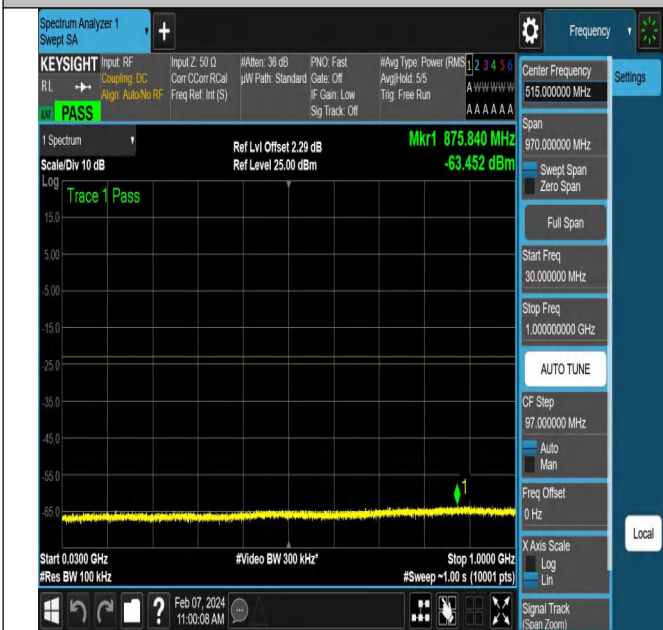 Spectrum Analyzer 1
Swept SA
+
Frequency
KEYSIGHT
RL
LXI
PASS
Input: RF
Coupling: DC
Align: Auto/No RF
Input Z: 50 Ω
Corr CCorr RCal
Freq Ref: Int (S)
#Atten: 36 dB
µW Path: Standard
PNO: Fast
Gate: Off
IF Gain: Low
Sig Track: Off
#Avg Type: Power (RMS
Avg|Hold: 5/5
Trig: Free Run
1 2 3 4 5 6
A W W W W W
A A A A A A
1 Spectrum
Scale/Div 10 dB
Log
Ref Lvl Offset 2.29 dB
Ref Level 25.00 dBm
Mkr1 875.840 MHz
-63.452 dBm
Trace 1 Pass
15.0
5.00
-5.00
-15.0
-25.0
-35.0
-45.0
-55.0
-65.0
1
Start 0.0300 GHz
#Res BW 100 kHz
#Video BW 300 kHz*
Stop 1.0000 GHz
#Sweep ~1.00 s (10001 pts)
?
Feb 07, 2024
11:00:08 AM
Center Frequency
515.000000 MHz
Span
970.000000 MHz
Swept Span
Zero Span
Full Span
Start Freq
30.000000 MHz
Stop Freq
1.000000000 GHz
AUTO TUNE
CF Step
97.000000 MHz
Auto
Man
Freq Offset
0 Hz
X Axis Scale
Log
Lin
Signal Track
(Span Zoom)
Settings
Local